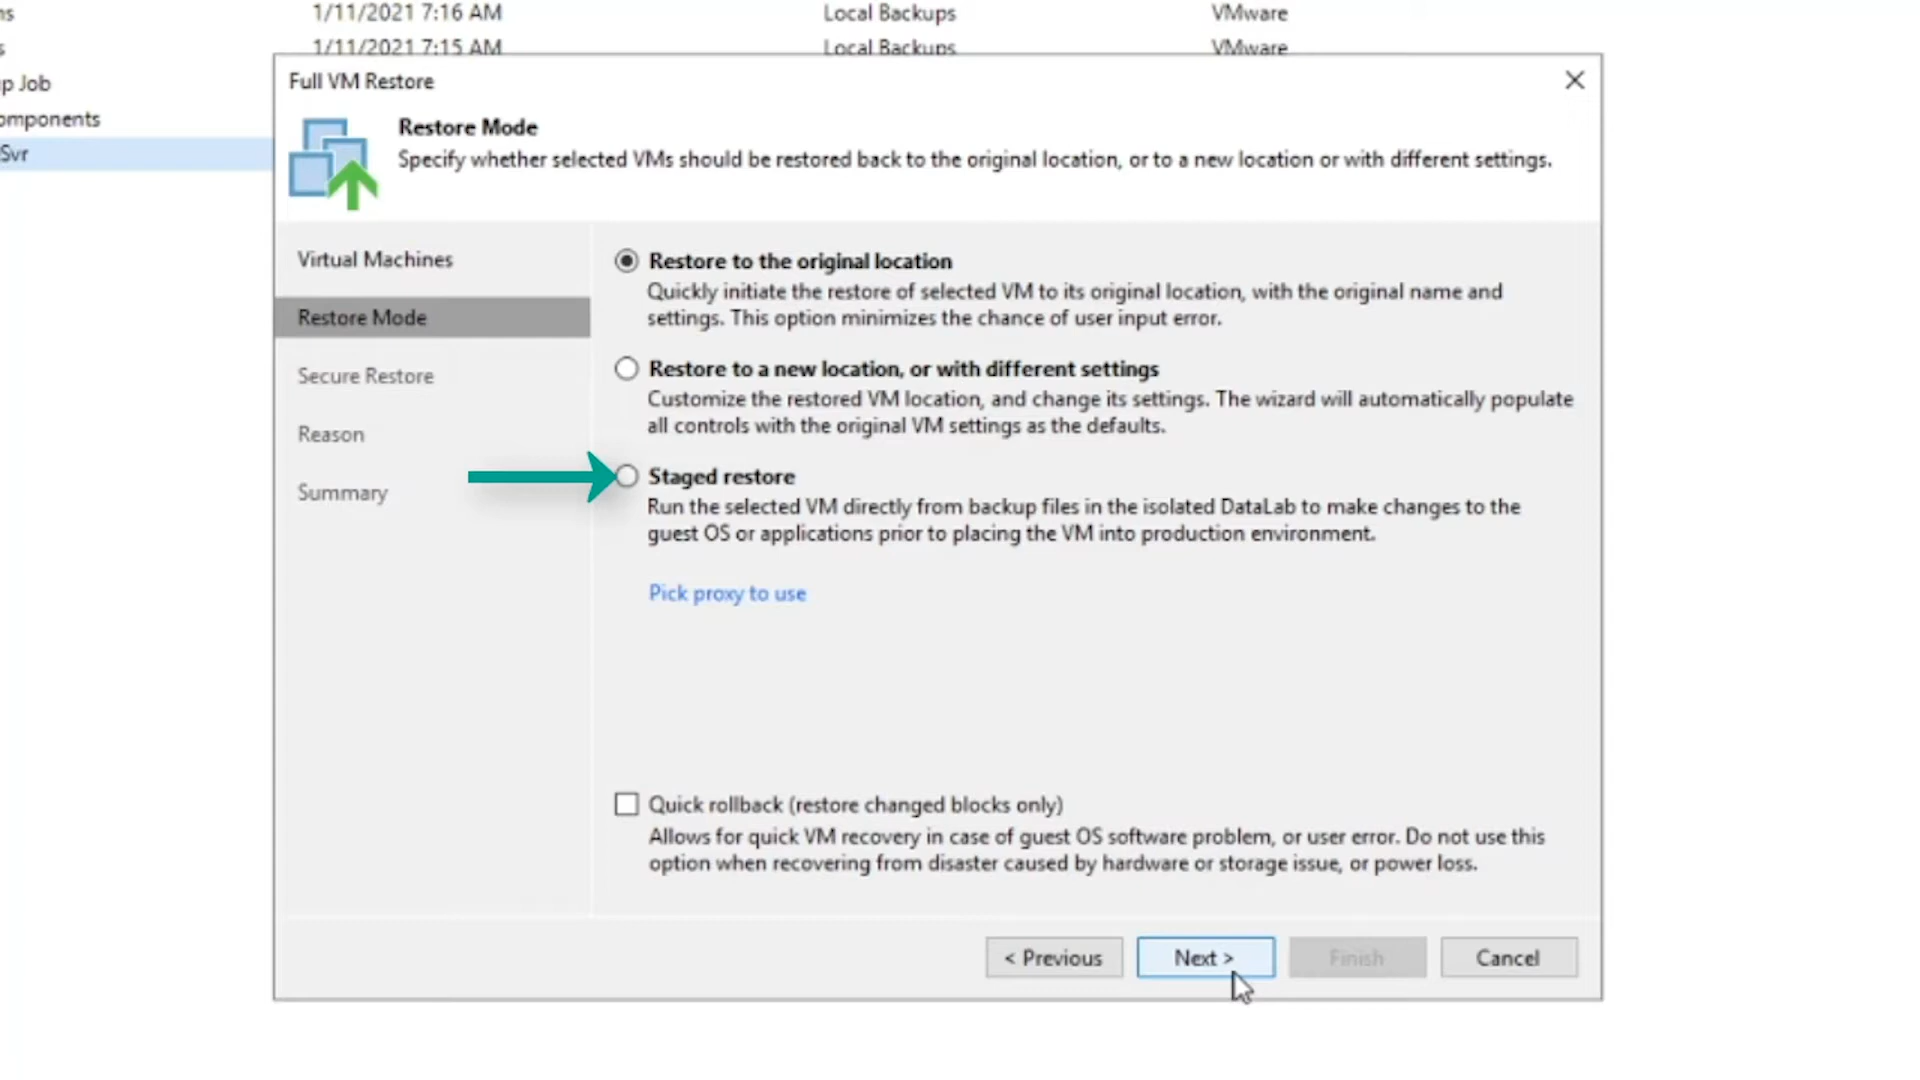 ns 1/11/2021 7:16 AM Local Backups VMware
s 1/11/2021 7:15 AM Local Backups VMware
p Job
omponents
Svr
Full VM Restore
Restore Mode
Specify whether selected VMs should be restored back to the original location, or to a new location or with different settings.
Virtual Machines
Restore Mode
Secure Restore
Reason
Summary
Restore to the original location
Quickly initiate the restore of selected VM to its original location, with the original name and
settings. This option minimizes the chance of user input error.
Restore to a new location, or with different settings
Customize the restored VM location, and change its settings. The wizard will automatically populate
all controls with the original VM settings as the defaults.
Staged restore
Run the selected VM directly from backup files in the isolated DataLab to make changes to the
guest OS or applications prior to placing the VM into production environment.
Pick proxy to use
Quick rollback (restore changed blocks only)
Allows for quick VM recovery in case of guest OS software problem, or user error. Do not use this
option when recovering from disaster caused by hardware or storage issue, or power loss.
< Previous Next > Finish Cancel